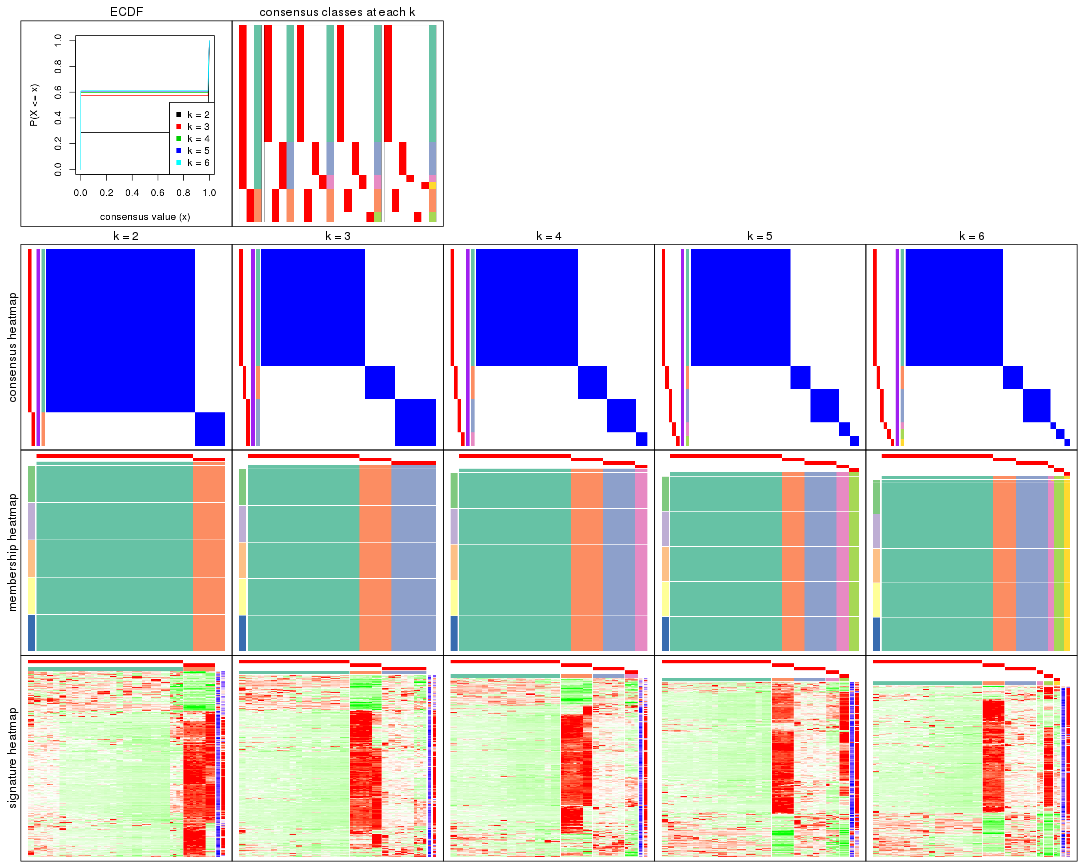 ECDF
consensus classes at each k
P(X <= x)
1.0
0.8
0.6
0.4
0.2
0.0
k = 2
k = 3
k = 4
k = 5
k = 6
0.0 0.2 0.4 0.6 0.8 1.0
consensus value (x)
k = 2
k = 3
k = 4
k = 5
k = 6
consensus heatmap
membership heatmap
signature heatmap